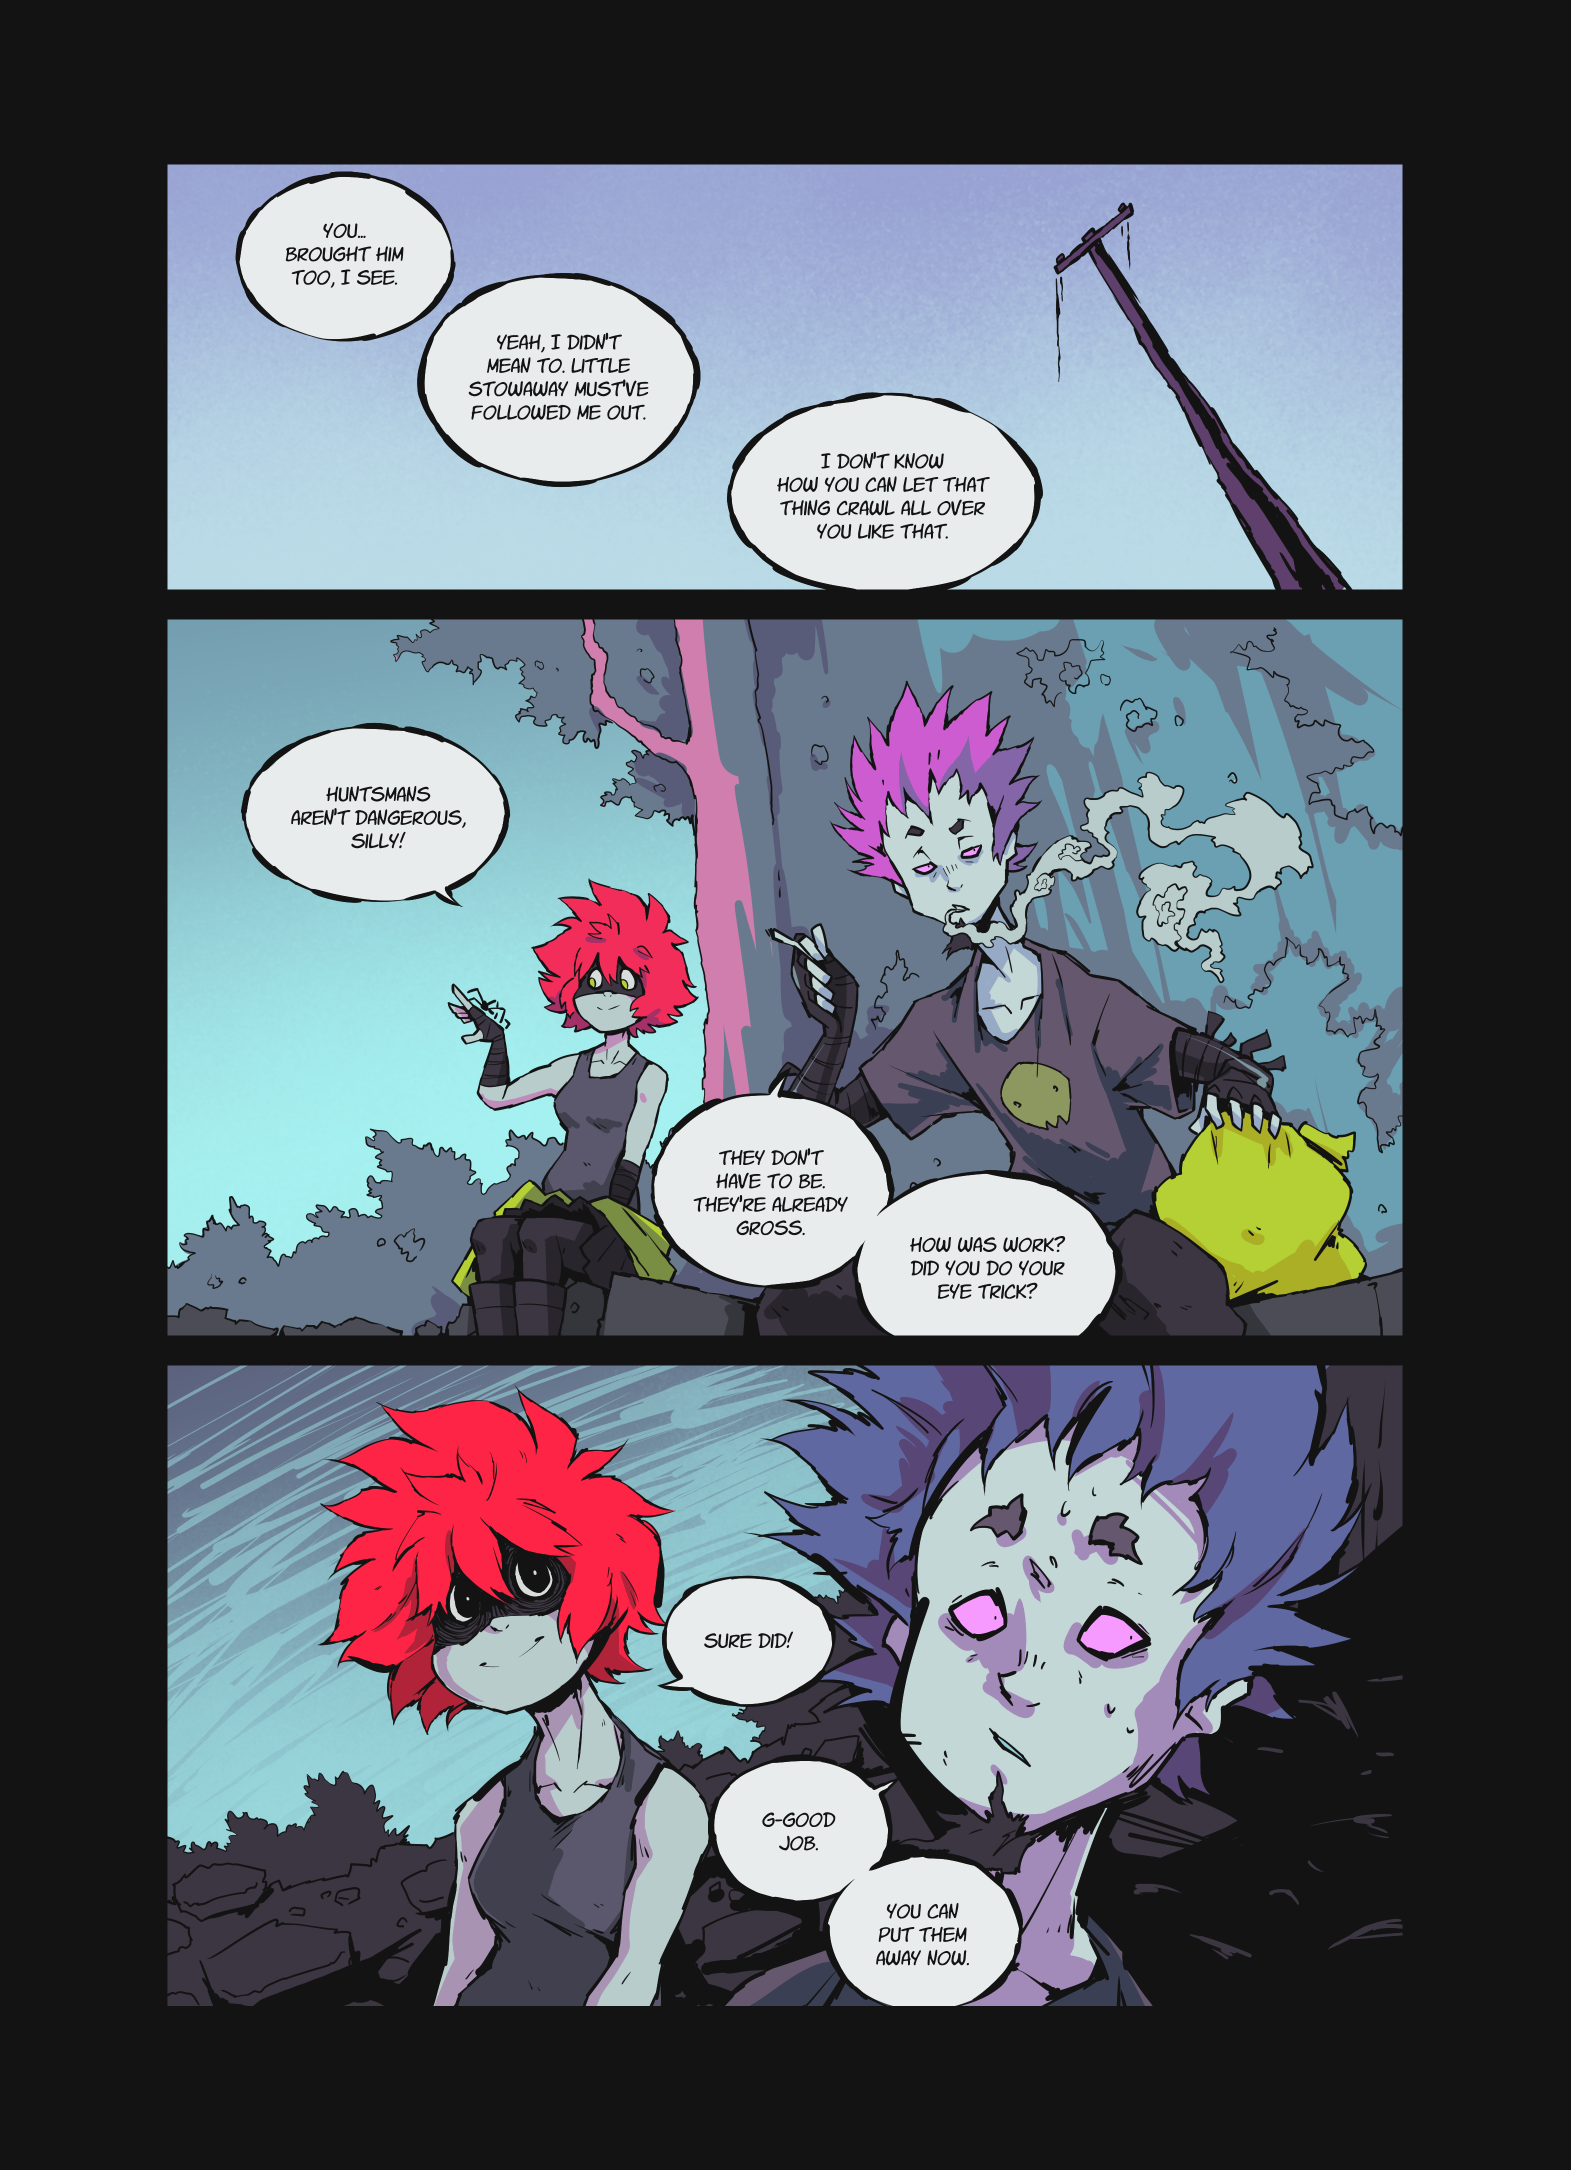 YOU...
BROUGHT HIM
TOO, I SEE.
YEAH, I DIDN'T
MEAN TO. LITTLE
STOWAWAY MUST'VE
FOLLOWED ME OUT.
I DON'T KNOW
HOW YOU CAN LET THAT
THING CRAWL ALL OVER
YOU LIKE THAT.
HUNTSMANS
AREN'T DANGEROUS,
SILLY!
THEY DON'T
HAVE TO BE.
THEY'RE ALREADY
GROSS.
HOW WAS WORK?
DID YOU DO YOUR
EYE TRICK?
SURE DID!
G-GOOD
JOB.
YOU CAN
PUT THEM
AWAY NOW.